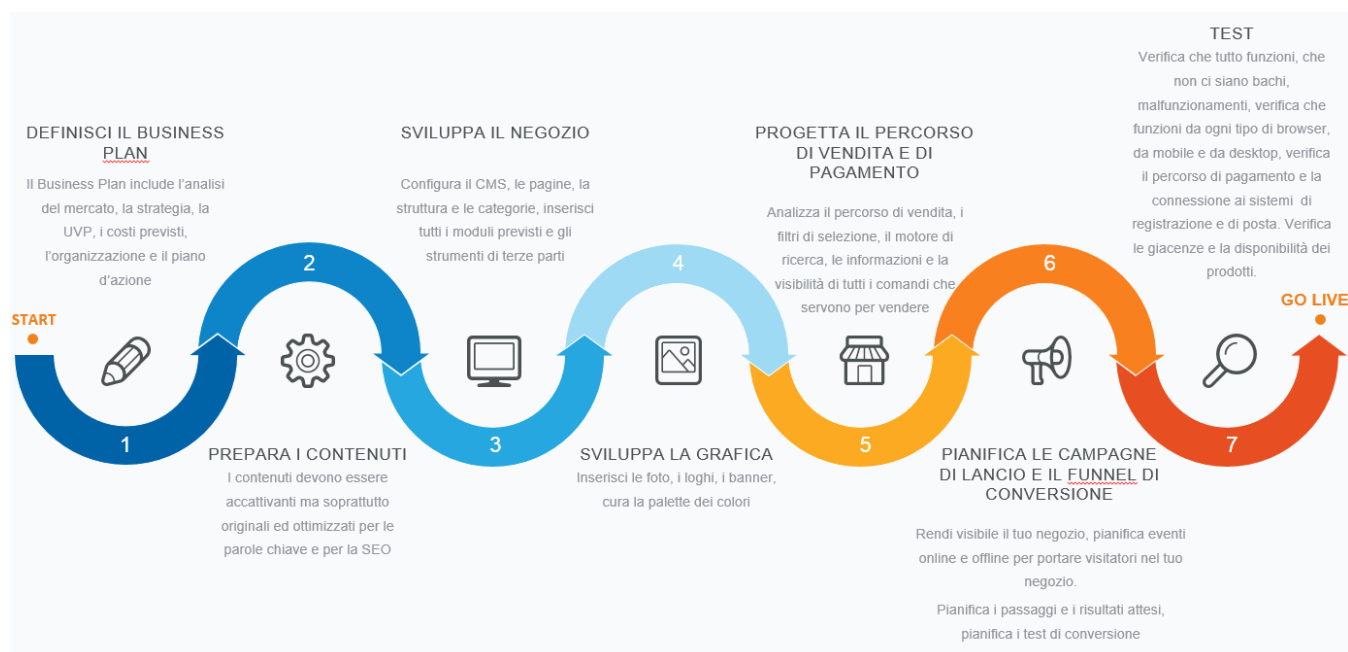 START
1
DEFINISCI IL BUSINESS
PLAN
Il Business Plan include l'analisi
del mercato, la strategia, la
UVP, i costi previsti,
l'organizzazione e il piano
d'azione
2
PREPARA I CONTENUTI
I contenuti devono essere
accattivanti ma soprattutto
originali ed ottimizzati per le
parole chiave e per la SEO
3
SVILUPPA IL NEGOZIO
Configura il CMS, le pagine, la
struttura e le categorie, inserisci
tutti i moduli previsti e gli
strumenti di terze parti
4
SVILUPPA LA GRAFICA
Inserisci le foto, i loghi, i banner,
cura la palette dei colori
5
PROGETTA IL PERCORSO
DI VENDITA E DI
PAGAMENTO
Analizza il percorso di vendita, i
filtri di selezione, il motore di
ricerca, le informazioni e la
visibilità di tutti i comandi che
servono per vendere
6
PIANIFICA LE CAMPAGNE
DI LANCIO E IL FUNNEL DI
CONVERSIONE
Rendi visibile il tuo negozio, pianifica eventi
online e offline per portare visitatori nel tuo
negozio.
Pianifica i passaggi e i risultati attesi,
pianifica i test di conversione
7
TEST
Verifica che tutto funzioni, che
non ci siano bachi,
malfunzionamenti, verifica che
funzioni da ogni tipo di browser,
da mobile e da desktop, verifica
il percorso di pagamento e la
connessione ai sistemi di
registrazione e di posta. Verifica
le giacenze e la disponibilità dei
prodotti.
GO LIVE